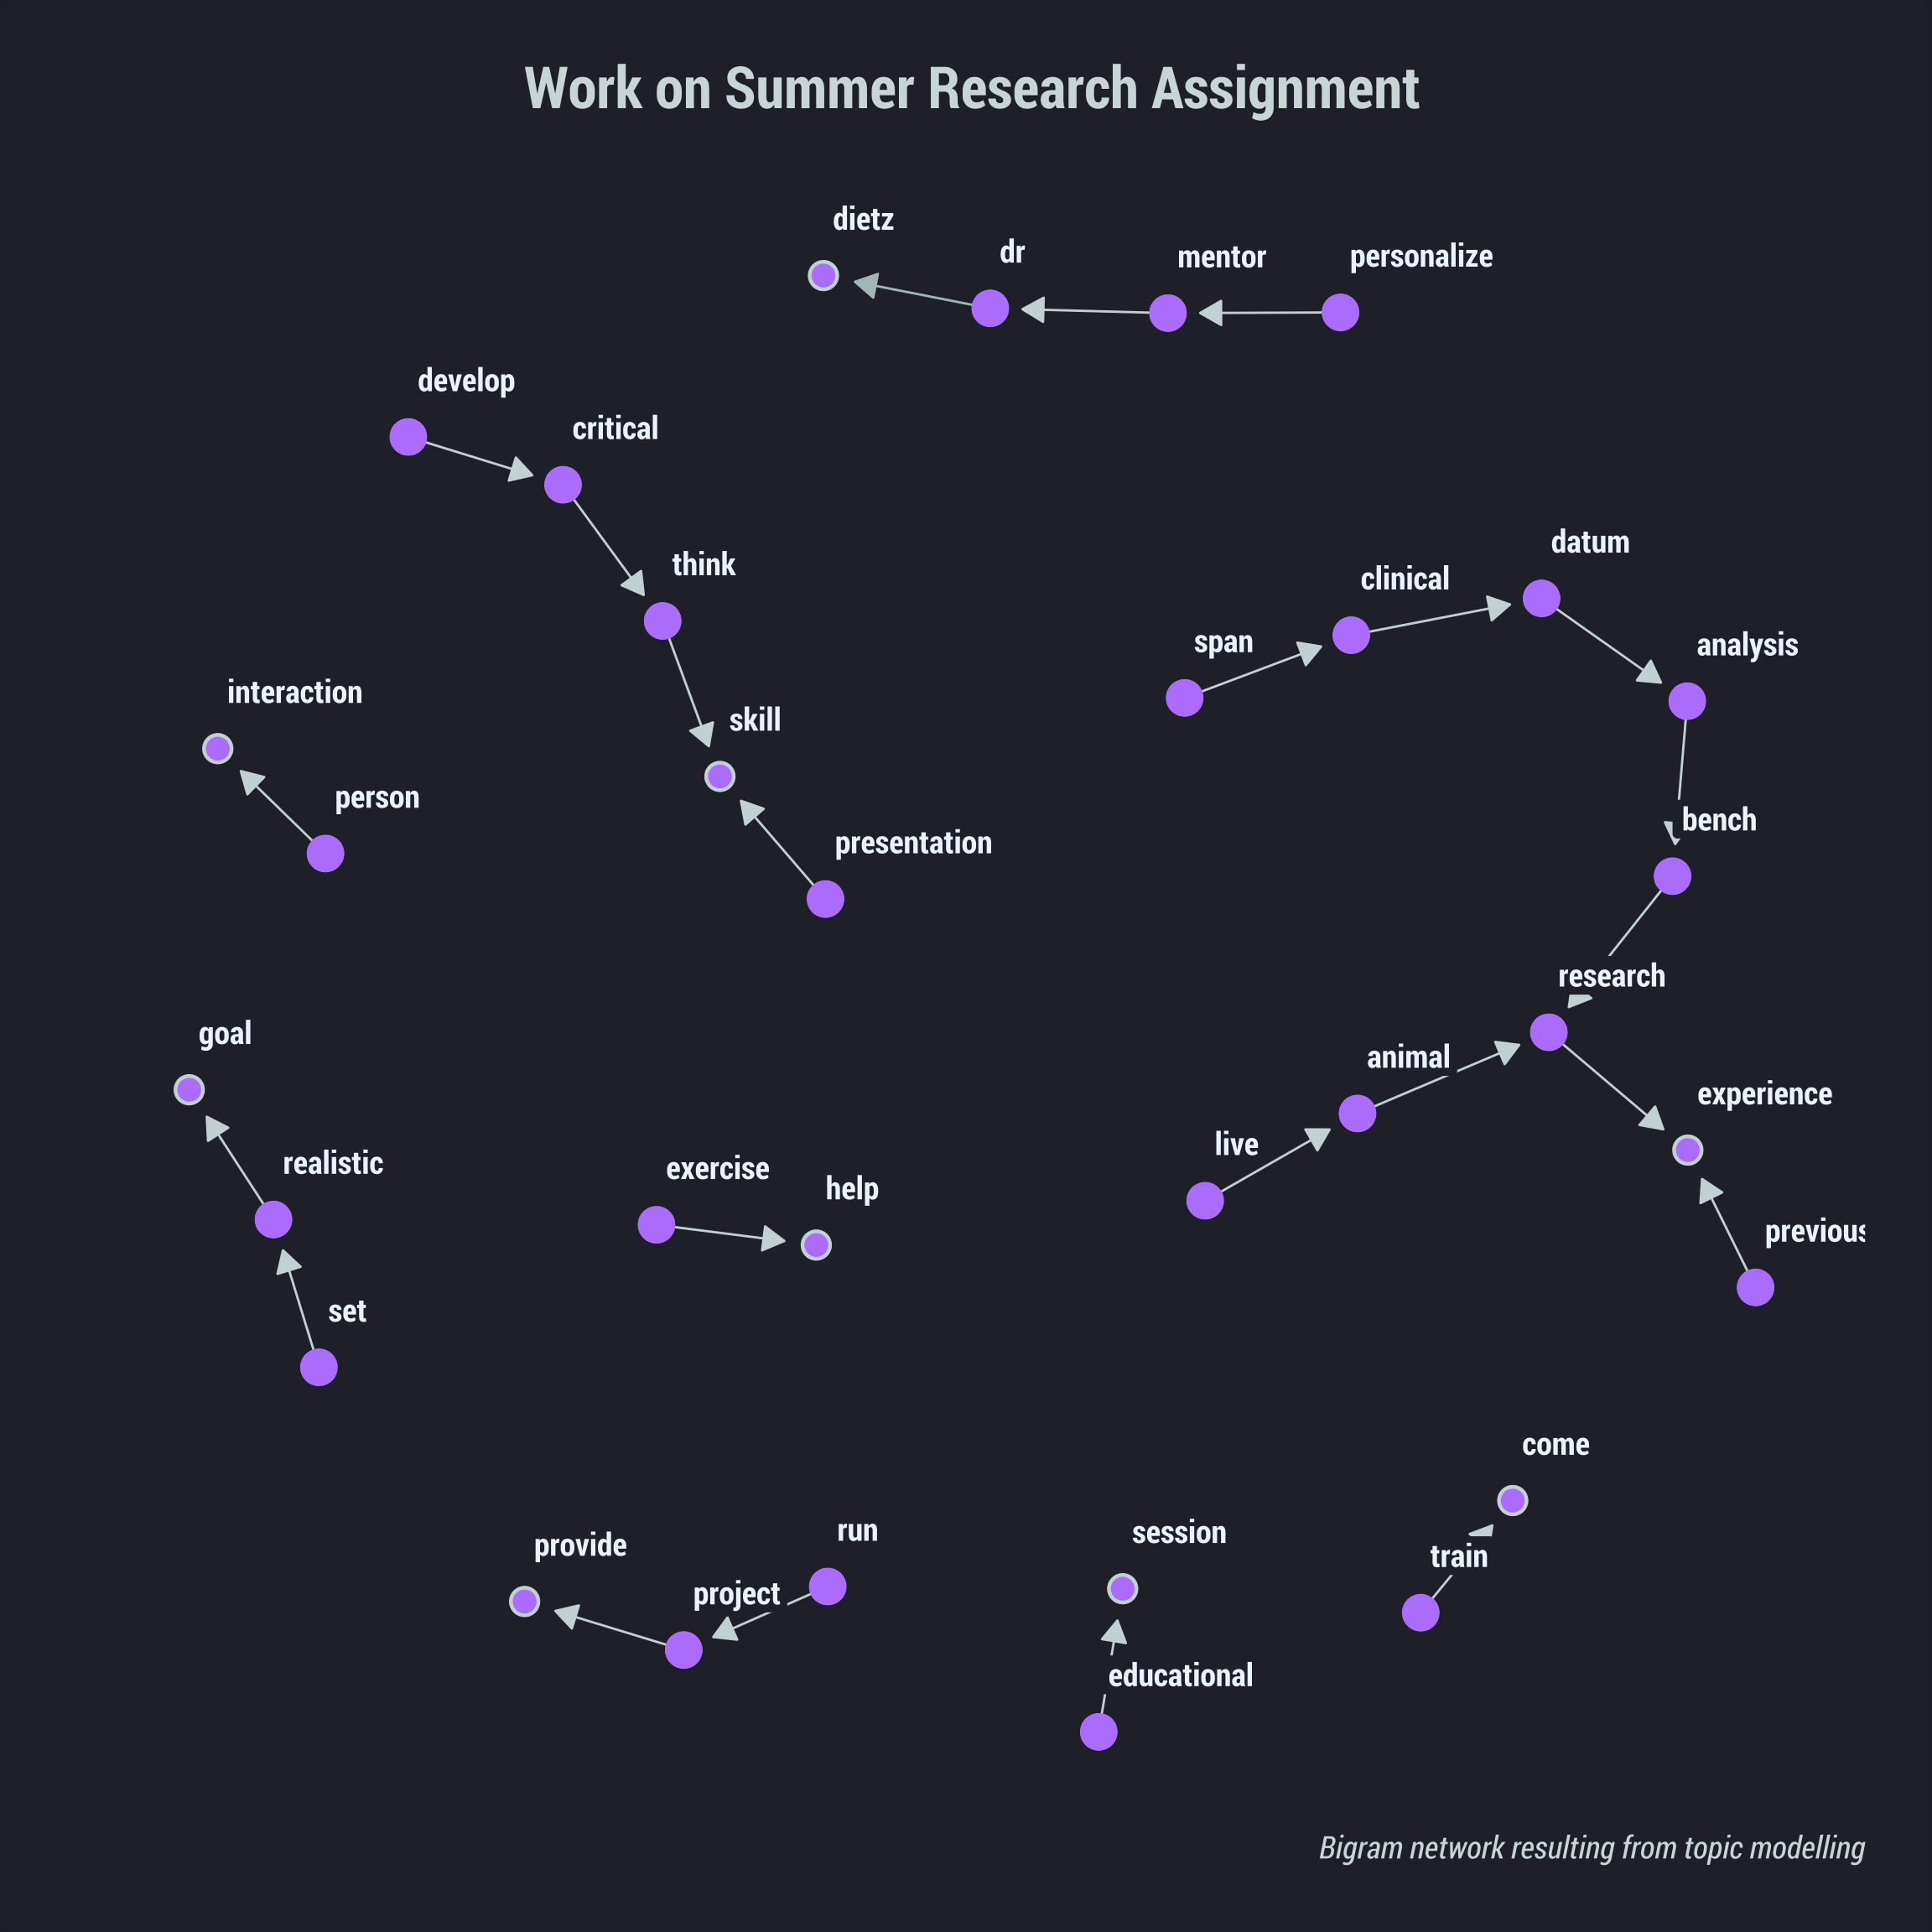 Work on Summer Research Assignment
dietz
dr
mentor
personalize
develop
critical
think
skill
presentation
interaction
person
span
clinical
datum
analysis
bench
research
animal
live
experience
previous
goal
realistic
set
exercise
help
provide
project
run
session
educational
come
train
Bigram network resulting from topic modelling